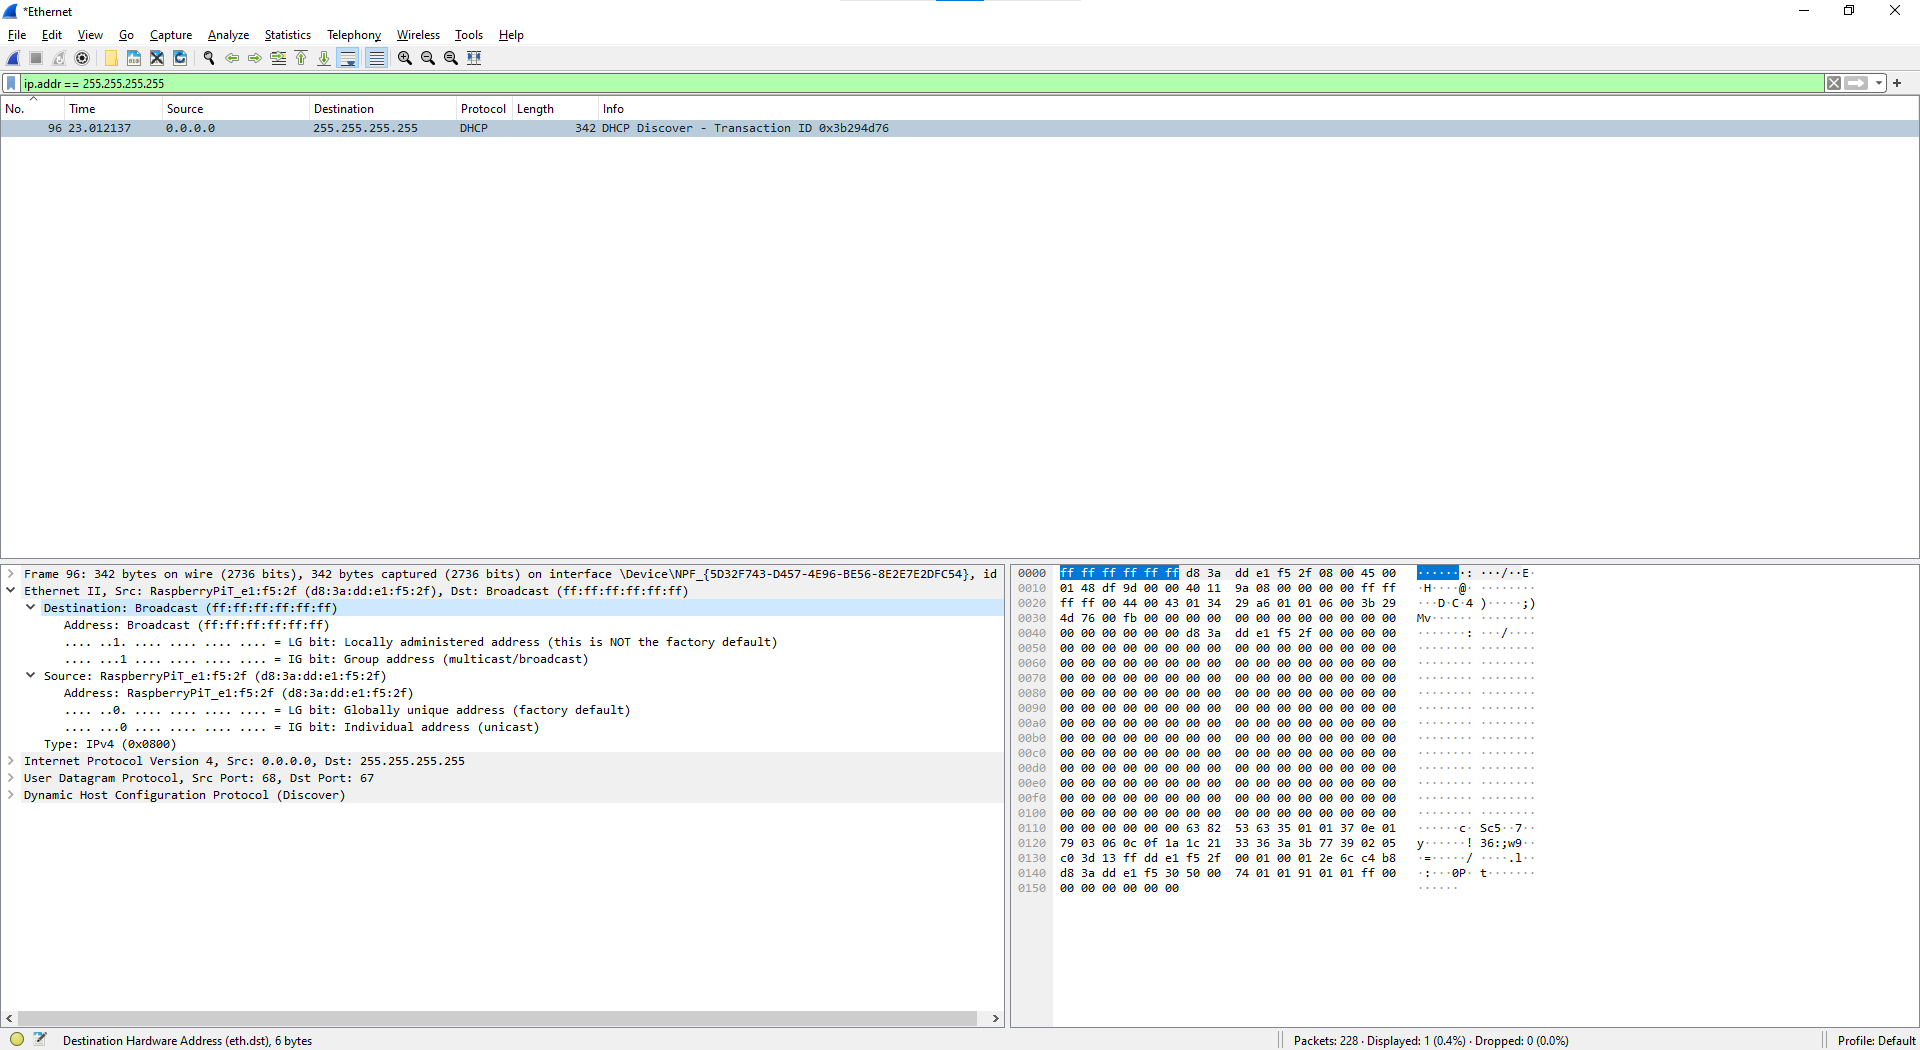 *Ethernet
File Edit View Go Capture Analyze Statistics Telephony Wireless Tools Help
ip.addr == 255.255.255.255
No. Time Source Destination Protocol Length Info
96 23.012137 0.0.0.0 255.255.255.255 DHCP 342 DHCP Discover - Transaction ID 0x3b294d76
Frame 96: 342 bytes on wire (2736 bits), 342 bytes captured (2736 bits) on interface \Device\NPF_{5D32F743-D457-4E96-BE56-8E2E7E2DFC54}, id
Ethernet II, Src: RaspberryPiT_e1:f5:2f (d8:3a:dd:e1:f5:2f), Dst: Broadcast (ff:ff:ff:ff:ff:ff)
Destination: Broadcast (ff:ff:ff:ff:ff:ff)
Address: Broadcast (ff:ff:ff:ff:ff:ff)
.... ..1. .... .... .... .... = LG bit: Locally administered address (this is NOT the factory default)
.... ...1 .... .... .... .... = IG bit: Group address (multicast/broadcast)
Source: RaspberryPiT_e1:f5:2f (d8:3a:dd:e1:f5:2f)
Address: RaspberryPiT_e1:f5:2f (d8:3a:dd:e1:f5:2f)
.... ..0. .... .... .... .... = LG bit: Globally unique address (factory default)
.... ...0 .... .... .... .... = IG bit: Individual address (unicast)
Type: IPv4 (0x0800)
Internet Protocol Version 4, Src: 0.0.0.0, Dst: 255.255.255.255
User Datagram Protocol, Src Port: 68, Dst Port: 67
Dynamic Host Configuration Protocol (Discover)
0000 ff ff ff ff ff ff d8 3a dd e1 f5 2f 08 00 45 00 ·······: ···/··E·
0010 01 48 df 9d 00 00 40 11 9a 08 00 00 00 00 ff ff ·H····@· ········
0020 ff ff 00 44 00 43 01 34 29 a6 01 01 06 00 3b 29 ···D·C·4 )·····;)
0030 4d 76 00 fb 00 00 00 00 00 00 00 00 00 00 00 00 Mv······ ········
0040 00 00 00 00 00 00 d8 3a dd e1 f5 2f 00 00 00 00 ·······: ···/····
0050 00 00 00 00 00 00 00 00 00 00 00 00 00 00 00 00 ········ ········
0060 00 00 00 00 00 00 00 00 00 00 00 00 00 00 00 00 ········ ········
0070 00 00 00 00 00 00 00 00 00 00 00 00 00 00 00 00 ········ ········
0080 00 00 00 00 00 00 00 00 00 00 00 00 00 00 00 00 ········ ········
0090 00 00 00 00 00 00 00 00 00 00 00 00 00 00 00 00 ········ ········
00a0 00 00 00 00 00 00 00 00 00 00 00 00 00 00 00 00 ········ ········
00b0 00 00 00 00 00 00 00 00 00 00 00 00 00 00 00 00 ········ ········
00c0 00 00 00 00 00 00 00 00 00 00 00 00 00 00 00 00 ········ ········
00d0 00 00 00 00 00 00 00 00 00 00 00 00 00 00 00 00 ········ ········
00e0 00 00 00 00 00 00 00 00 00 00 00 00 00 00 00 00 ········ ········
00f0 00 00 00 00 00 00 00 00 00 00 00 00 00 00 00 00 ········ ········
0100 00 00 00 00 00 00 00 00 00 00 00 00 00 00 00 00 ········ ········
0110 00 00 00 00 00 00 63 82 53 63 35 01 01 37 0e 01 ······c· Sc5··7··
0120 79 03 06 0c 0f 1a 1c 21 33 36 3a 3b 77 39 02 05 y······! 36:;w9··
0130 c0 3d 13 ff dd e1 f5 2f 00 01 00 01 2e 6c c4 b8 ·=·····/ ····.l··
0140 d8 3a dd e1 f5 30 50 00 74 01 01 91 01 01 ff 00 ·:···0P· t·······
0150 00 00 00 00 00 00 ······
Destination Hardware Address (eth.dst), 6 bytes
Packets: 228 · Displayed: 1 (0.4%) · Dropped: 0 (0.0%)
Profile: Default